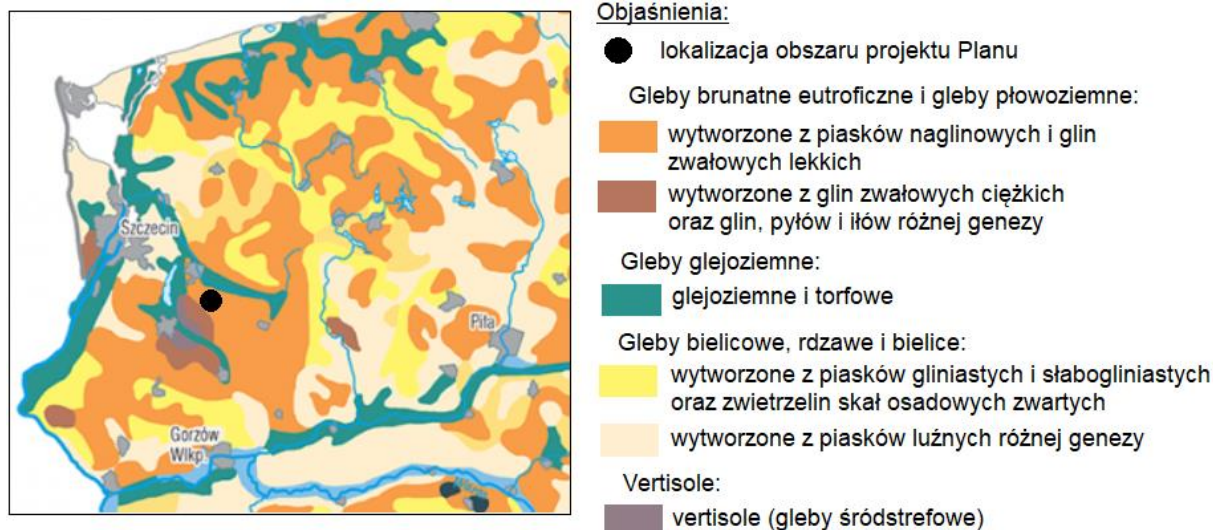 Objaśnienia:
lokalizacja obszaru projektu Planu
Gleby brunatne eutroficzne i gleby płowoziemne:
wytworzone z piasków naglinowych i glin
zwałowych lekkich
wytworzone z glin zwałowych ciężkich
oraz glin, pyłów i iłów różnej genezy
Gleby glejoziemne:
glejoziemne i torfowe
Gleby bielicowe, rdzawe i bielice:
wytworzone z piasków gliniastych i słabogliniastych
oraz zwietrzelin skał osadowych zwartych
wytworzone z piasków luźnych różnej genezy
Vertisole:
vertisole (gleby śródstrefowe)
Szczecin
Piła
Gorzów
Wlkp.